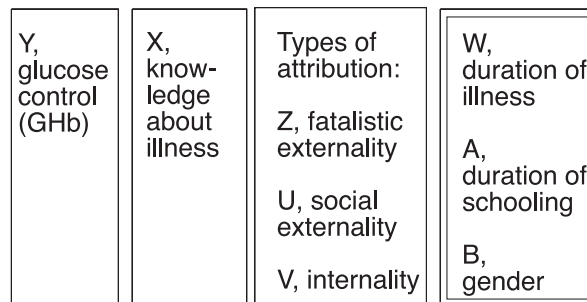 Y,
glucose
control
(GHb)
X,
know-
ledge
about
illness
Types of
attribution:
Z, fatalistic
externality
U, social
externality
V, internality
W,
duration of
illness
A,
duration of
schooling
B,
gender